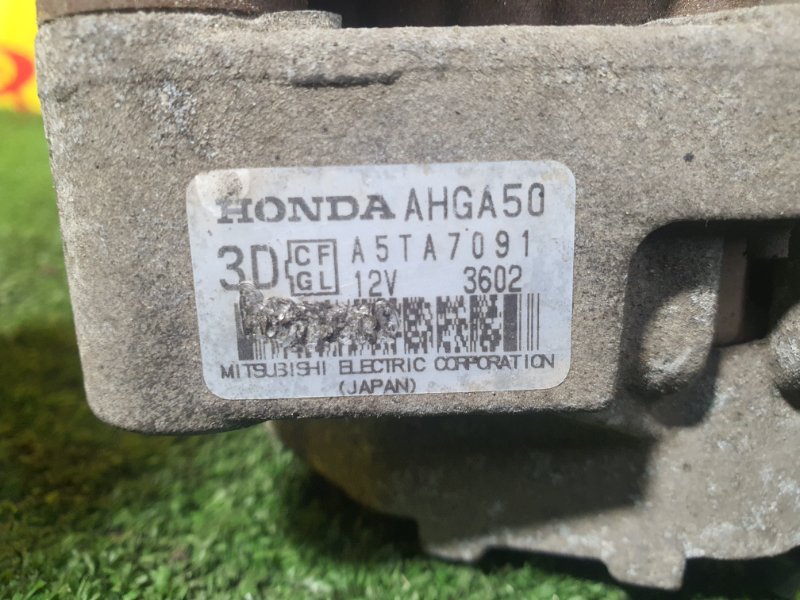 HONDA AHGA50
3D CF A5TA7091
GL 12V 3602
MITSUBISHI ELECTRIC CORPORATION
(JAPAN)